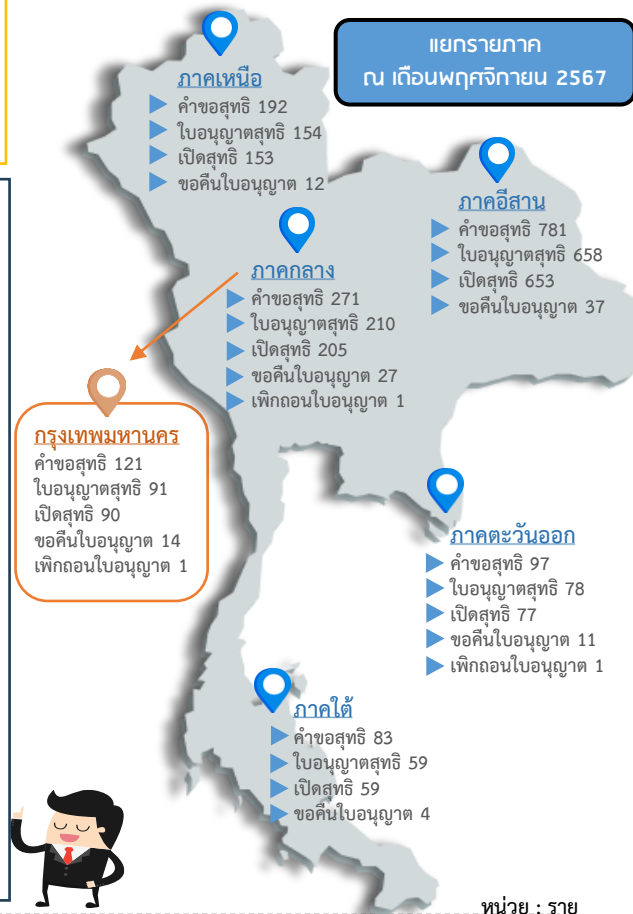 แยกรายภาค
ณ เดือนพฤศจิกายน 2567
ภาคเหนือ
คำขอสุทธิ 192
ใบอนุญาตสุทธิ 154
เปิดสุทธิ 153
ขอคืนใบอนุญาต 12
ภาคอีสาน
คำขอสุทธิ 781
ใบอนุญาตสุทธิ 658
เปิดสุทธิ 653
ขอคืนใบอนุญาต 37
ภาคกลาง
คำขอสุทธิ 271
ใบอนุญาตสุทธิ 210
เปิดสุทธิ 205
ขอคืนใบอนุญาต 27
เพิกถอนใบอนุญาต 1
กรุงเทพมหานคร
คำขอสุทธิ 121
ใบอนุญาตสุทธิ 91
เปิดสุทธิ 90
ขอคืนใบอนุญาต 14
เพิกถอนใบอนุญาต 1
ภาคตะวันออก
คำขอสุทธิ 97
ใบอนุญาตสุทธิ 78
เปิดสุทธิ 77
ขอคืนใบอนุญาต 11
เพิกถอนใบอนุญาต 1
ภาคใต้
คำขอสุทธิ 83
ใบอนุญาตสุทธิ 59
เปิดสุทธิ 59
ขอคืนใบอนุญาต 4
หน่วย : ราย